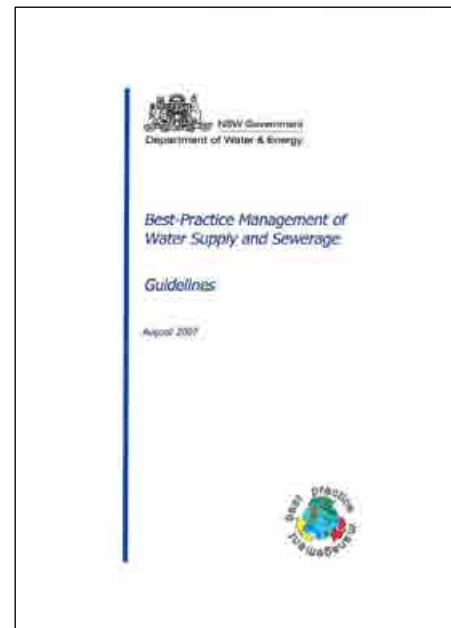 NSW Government
Department of Water & Energy
Best-Practice Management of
Water Supply and Sewerage
Guidelines
August 2007
best practice management